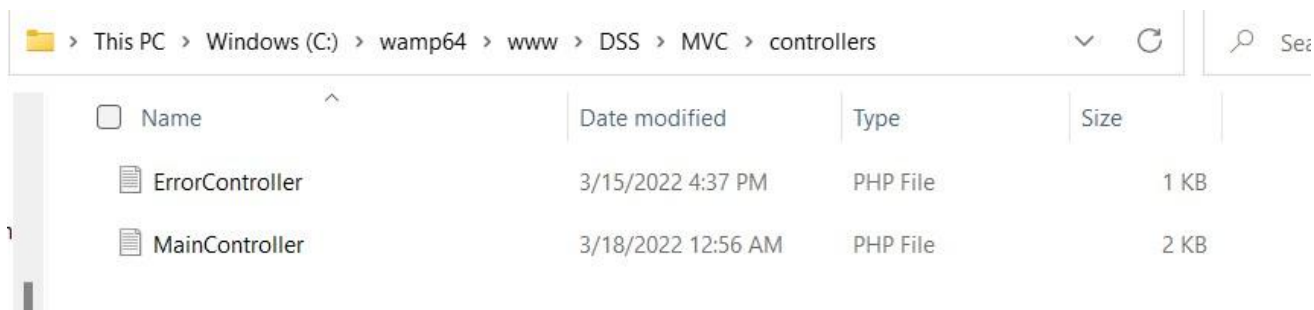 This PC > Windows (C:) > wamp64 > www > DSS > MVC > controllers Sea
Name Date modified Type Size
ErrorController 3/15/2022 4:37 PM PHP File 1 KB
MainController 3/18/2022 12:56 AM PHP File 2 KB